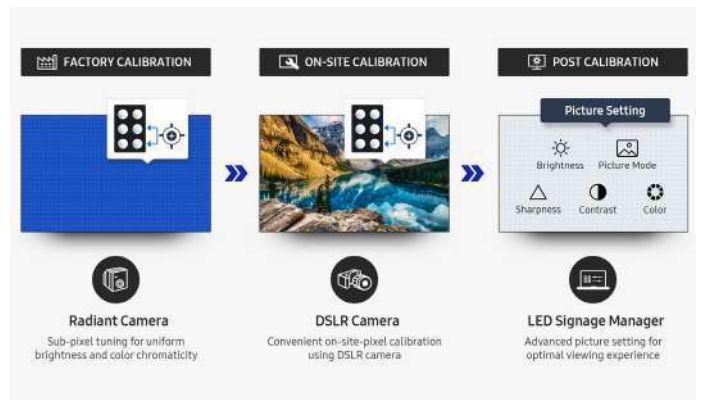 FACTORY CALIBRATION
ON-SITE CALIBRATION
POST CALIBRATION
Picture Setting
Brightness
Picture Mode
Sharpness
Contrast
Color
Radiant Camera
Sub-pixel tuning for uniform
brightness and color chromaticity
DSLR Camera
Convenient on-site-pixel calibration
using DSLR camera
LED Signage Manager
Advanced picture setting for
optimal viewing experience